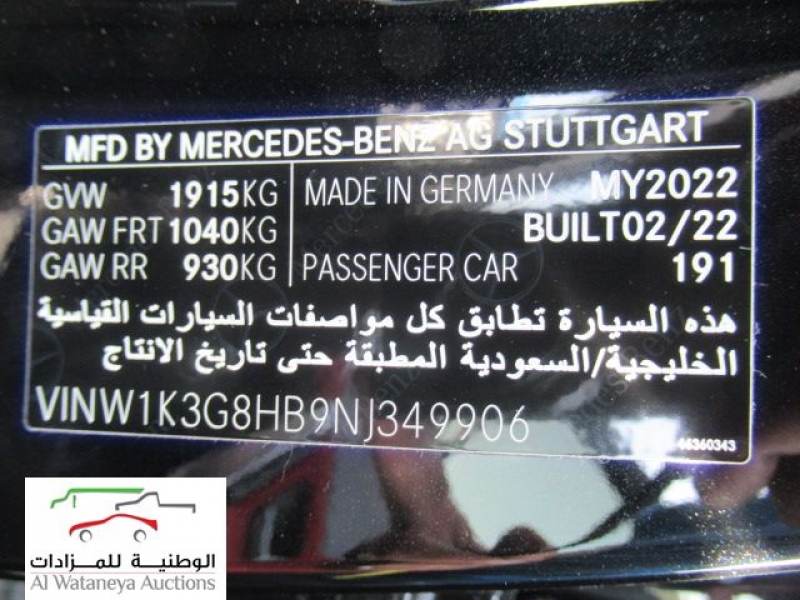 MFD BY MERCEDES-BENZ AG STUTTGART
GVW 1915KG MADE IN GERMANY MY2022
GAW FRT 1040KG BUILT02/22
GAW RR 930KG PASSENGER CAR 191
هذه السيارة تطابق كل مواصفات السيارات القياسية
الخليجية/السعودية المطبقة حتى تاريخ الانتاج
VINW1K3G8HB9NJ349906
46360343
الوطنية للمزادات
Al Wataneya Auctions